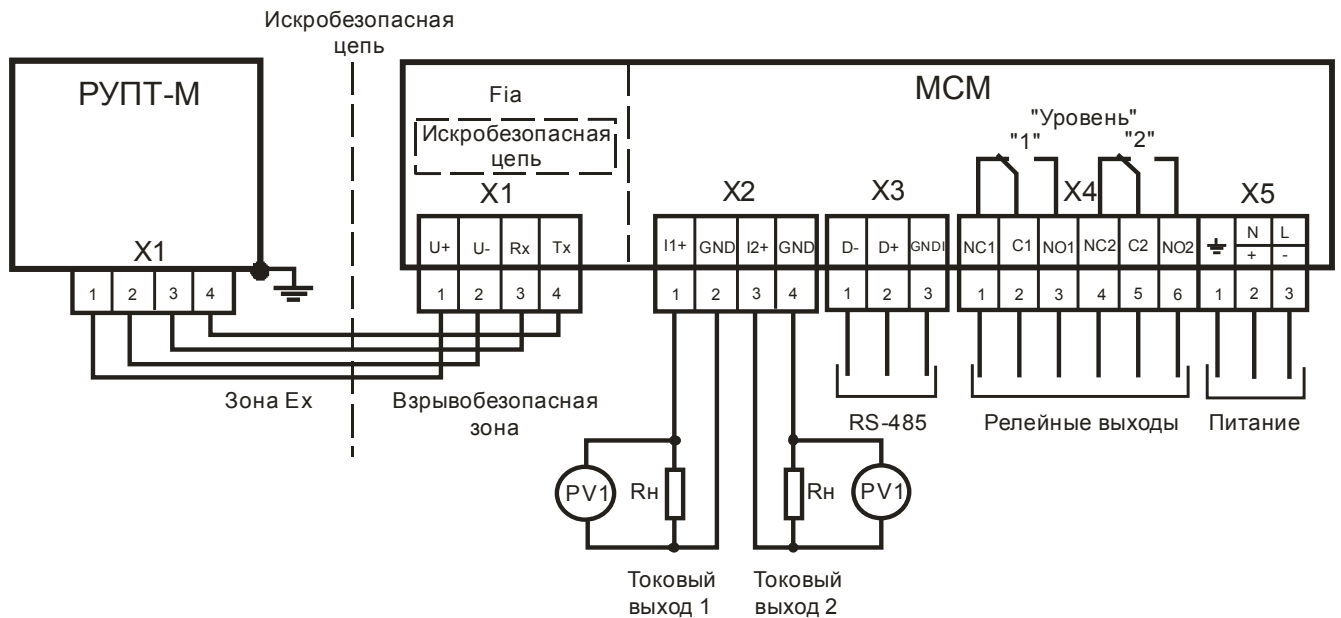 Искробезопасная
цепь
РУПТ-М
X1
1 2 3 4
Fia
Искробезопасная
цепь
МСМ
"Уровень"
"1" "2"
X1 X2 X3 X4 X5
U+ U- Rx Tx I1+ GND I2+ GND D- D+ GNDI NC1 C1 NO1 NC2 C2 NO2 N L
+ -
1 2 3 4 1 2 3 4 1 2 3 1 2 3 4 5 6 1 2 3
Зона Ex
Взрывобезопасная
зона
RS-485
Релейные выходы
Питание
PV1 Rн Rн PV1
Токовый
выход 1
Токовый
выход 2